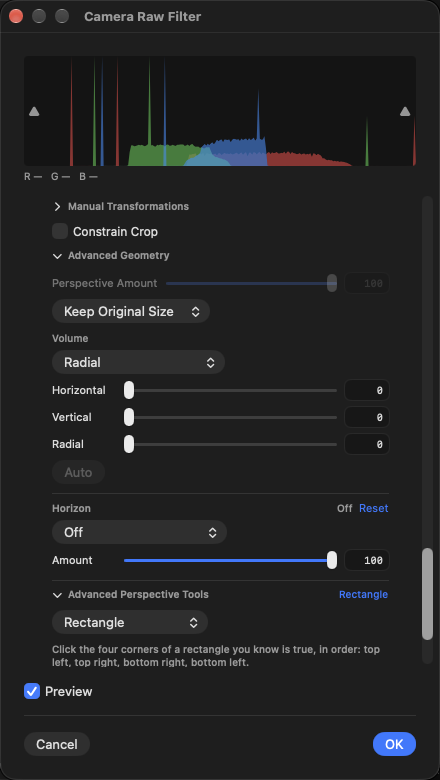 Camera Raw Filter
R — G — B —
Manual Transformations
Constrain Crop
Advanced Geometry
Perspective Amount 100
Keep Original Size
Volume
Radial
Horizontal 0
Vertical 0
Radial 0
Auto
Horizon Off Reset
Off
Amount 100
Advanced Perspective Tools Rectangle
Rectangle
Click the four corners of a rectangle you know is true, in order: top
left, top right, bottom right, bottom left.
Preview
Cancel OK